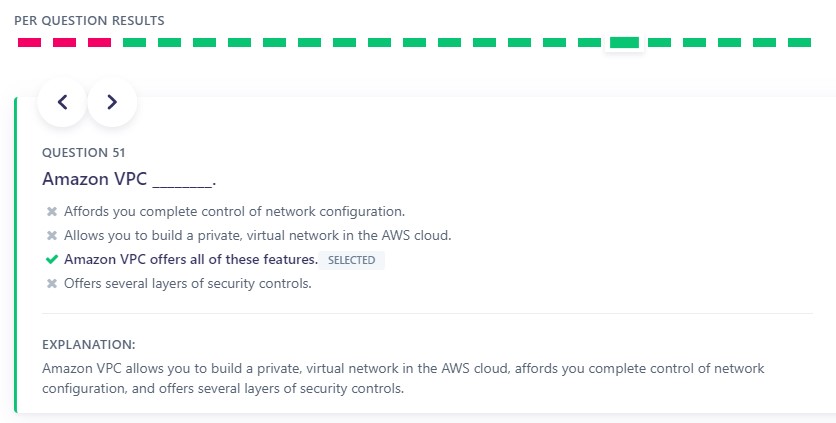 PER QUESTION RESULTS
QUESTION 51
Amazon VPC ________.
Affords you complete control of network configuration.
Allows you to build a private, virtual network in the AWS cloud.
Amazon VPC offers all of these features. SELECTED
Offers several layers of security controls.
EXPLANATION:
Amazon VPC allows you to build a private, virtual network in the AWS cloud, affords you complete control of network
configuration, and offers several layers of security controls.